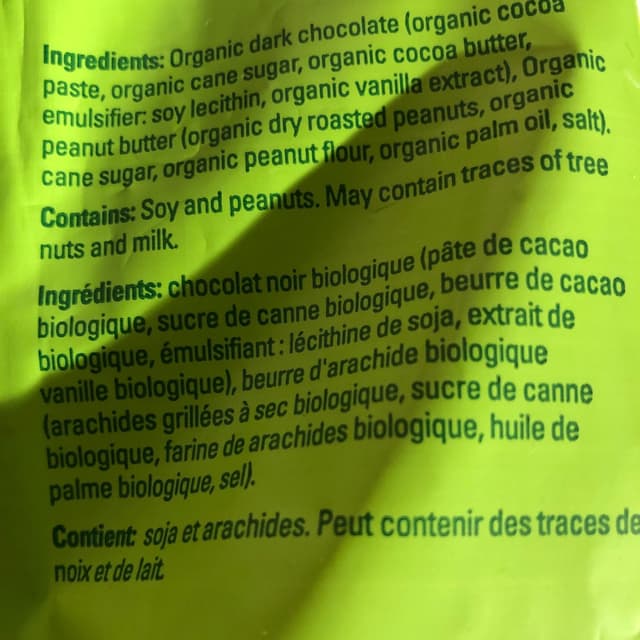 Ingredients: Organic dark chocolate (organic cocoa
paste, organic cane sugar, organic cocoa butter,
emulsifier: soy lecithin, organic vanilla extract), Organic
peanut butter (organic dry roasted peanuts, organic
cane sugar, organic peanut flour, organic palm oil, salt).
Contains: Soy and peanuts. May contain traces of tree
nuts and milk.
Ingrédients: chocolat noir biologique (pâte de cacao
biologique, sucre de canne biologique, beurre de cacao
biologique, émulsifiant : lécithine de soja, extrait de
vanille biologique), beurre d'arachide biologique
(arachides grillées à sec biologique, sucre de canne
biologique, farine de arachides biologique, huile de
palme biologique, sel).
Contient: soja et arachides. Peut contenir des traces de
noix et de lait.